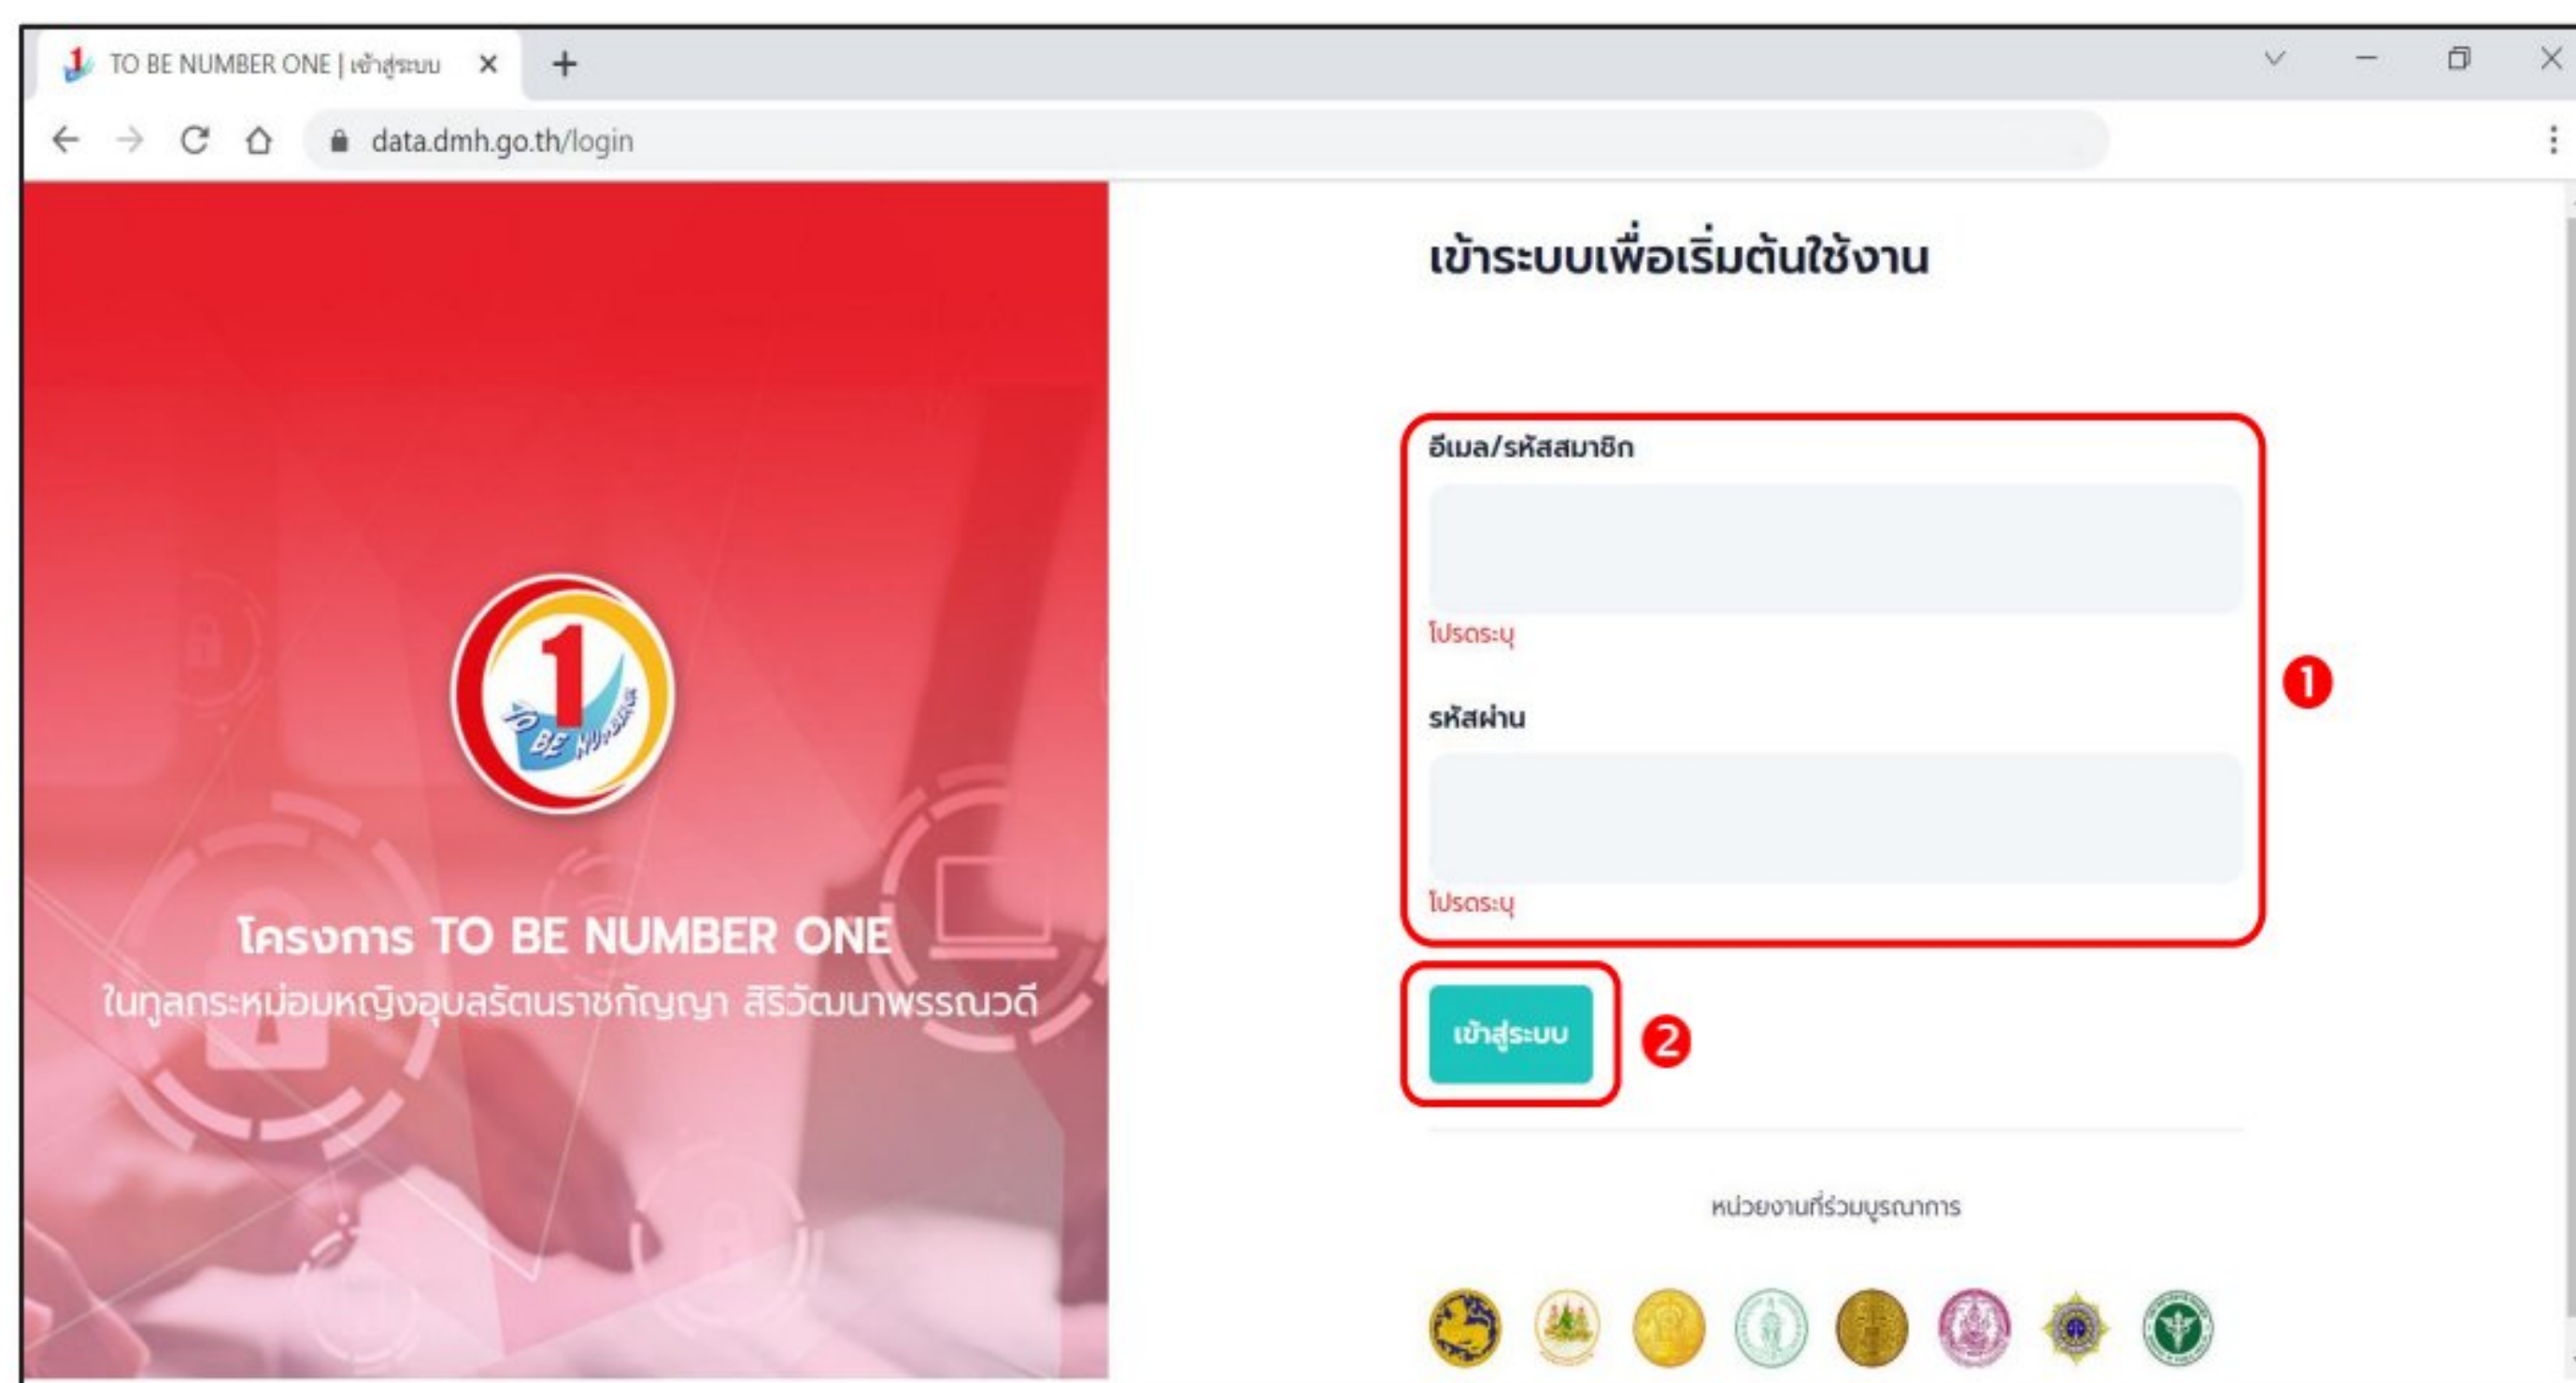 TO BE NUMBER ONE | เข้าสู่ระบบ
data.dmh.go.th/login
1
TO BE NUMBER
โครงการ TO BE NUMBER ONE
ในทูลกระหม่อมหญิงอุบลรัตนราชกัญญา สิริวัฒนาพรรณวดี
เข้าระบบเพื่อเริ่มต้นใช้งาน
อีเมล/รหัสสมาชิก
โปรดระบุ
รหัสผ่าน
โปรดระบุ
1
เข้าสู่ระบบ
2
หน่วยงานที่ร่วมบูรณาการ